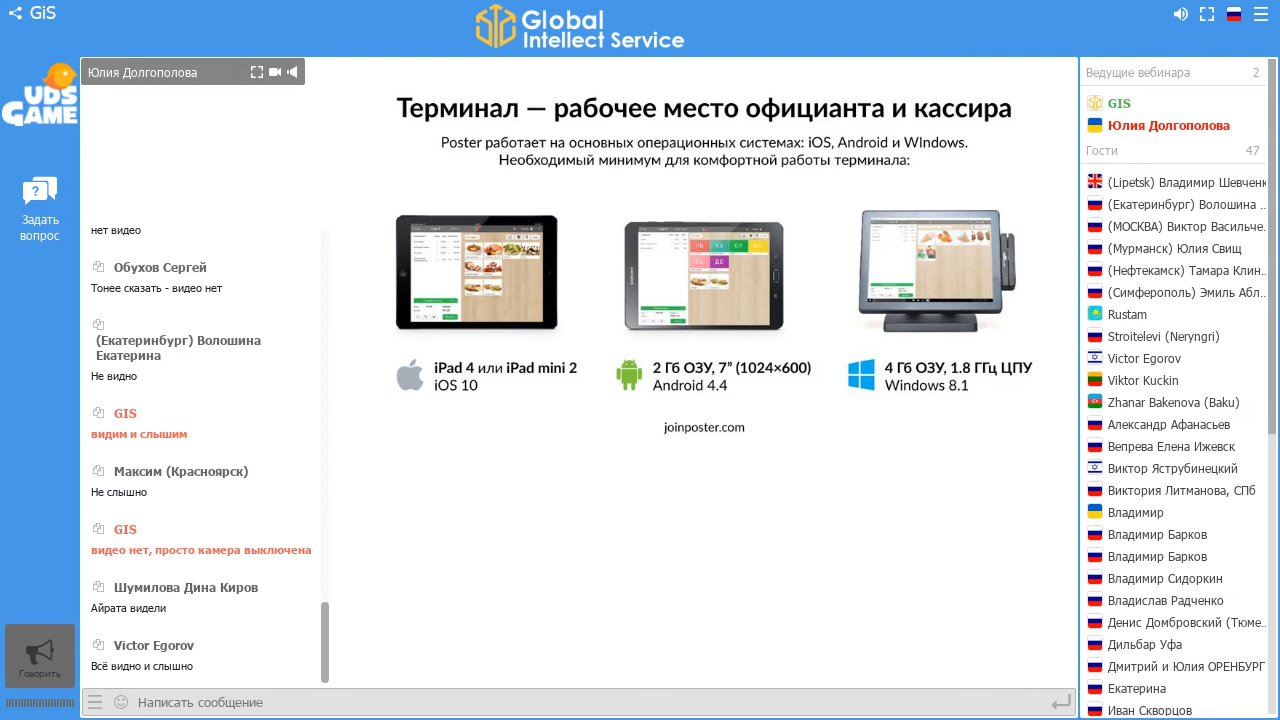 GiS
Global
Intellect Service
UDS
GAME
Задать
вопрос
Говорить
Юлия Долгополова
нет видео
Обухов Сергей
Тонее сказать - видео нет
(Екатеринбург) Волошина
Екатерина
Не видно
GIS
видим и слышим
Максим (Красноярск)
Не слышно
GIS
видео нет, просто камера выключена
Шумилова Дина Киров
Айрата видели
Victor Egorov
Всё видно и слышно
Написать сообщение
Терминал — рабочее место официанта и кассира
Poster работает на основных операционных системах: iOS, Android и WIndows.
Необходимый минимум для комфортной работы терминала:
iPad 4 или iPad mini 2
iOS 10
2 Гб ОЗУ, 7” (1024×600)
Android 4.4
4 Гб ОЗУ, 1.8 ГГц ЦПУ
Windows 8.1
joinposter.com
Ведущие вебинара 2
GIS
Юлия Долгополова
Гости 47
(Lipetsk) Владимир Шевченк
(Екатеринбург) Волошина ...
(МОСКВА) Виктор Васильче...
(Мурманск) Юлия Свищ
(Нефтекамск) Тамара Клин...
(Симферополь) Эмиль Абл...
Rustam
Stroitelevi (Neryngri)
Victor Egorov
Viktor Kuckin
Zhanar Bakenova (Baku)
Александр Афанасьев
Вепрева Елена Ижевск
Виктор Яструбинецкий
Виктория Литманова, СПб
Владимир
Владимир Барков
Владимир Барков
Владимир Сидоркин
Владислав Радченко
Денис Домбровский (Тюме...
Дильбар Уфа
Дмитрий и Юлия ОРЕНБУРГ
Екатерина
Иван Скворцов